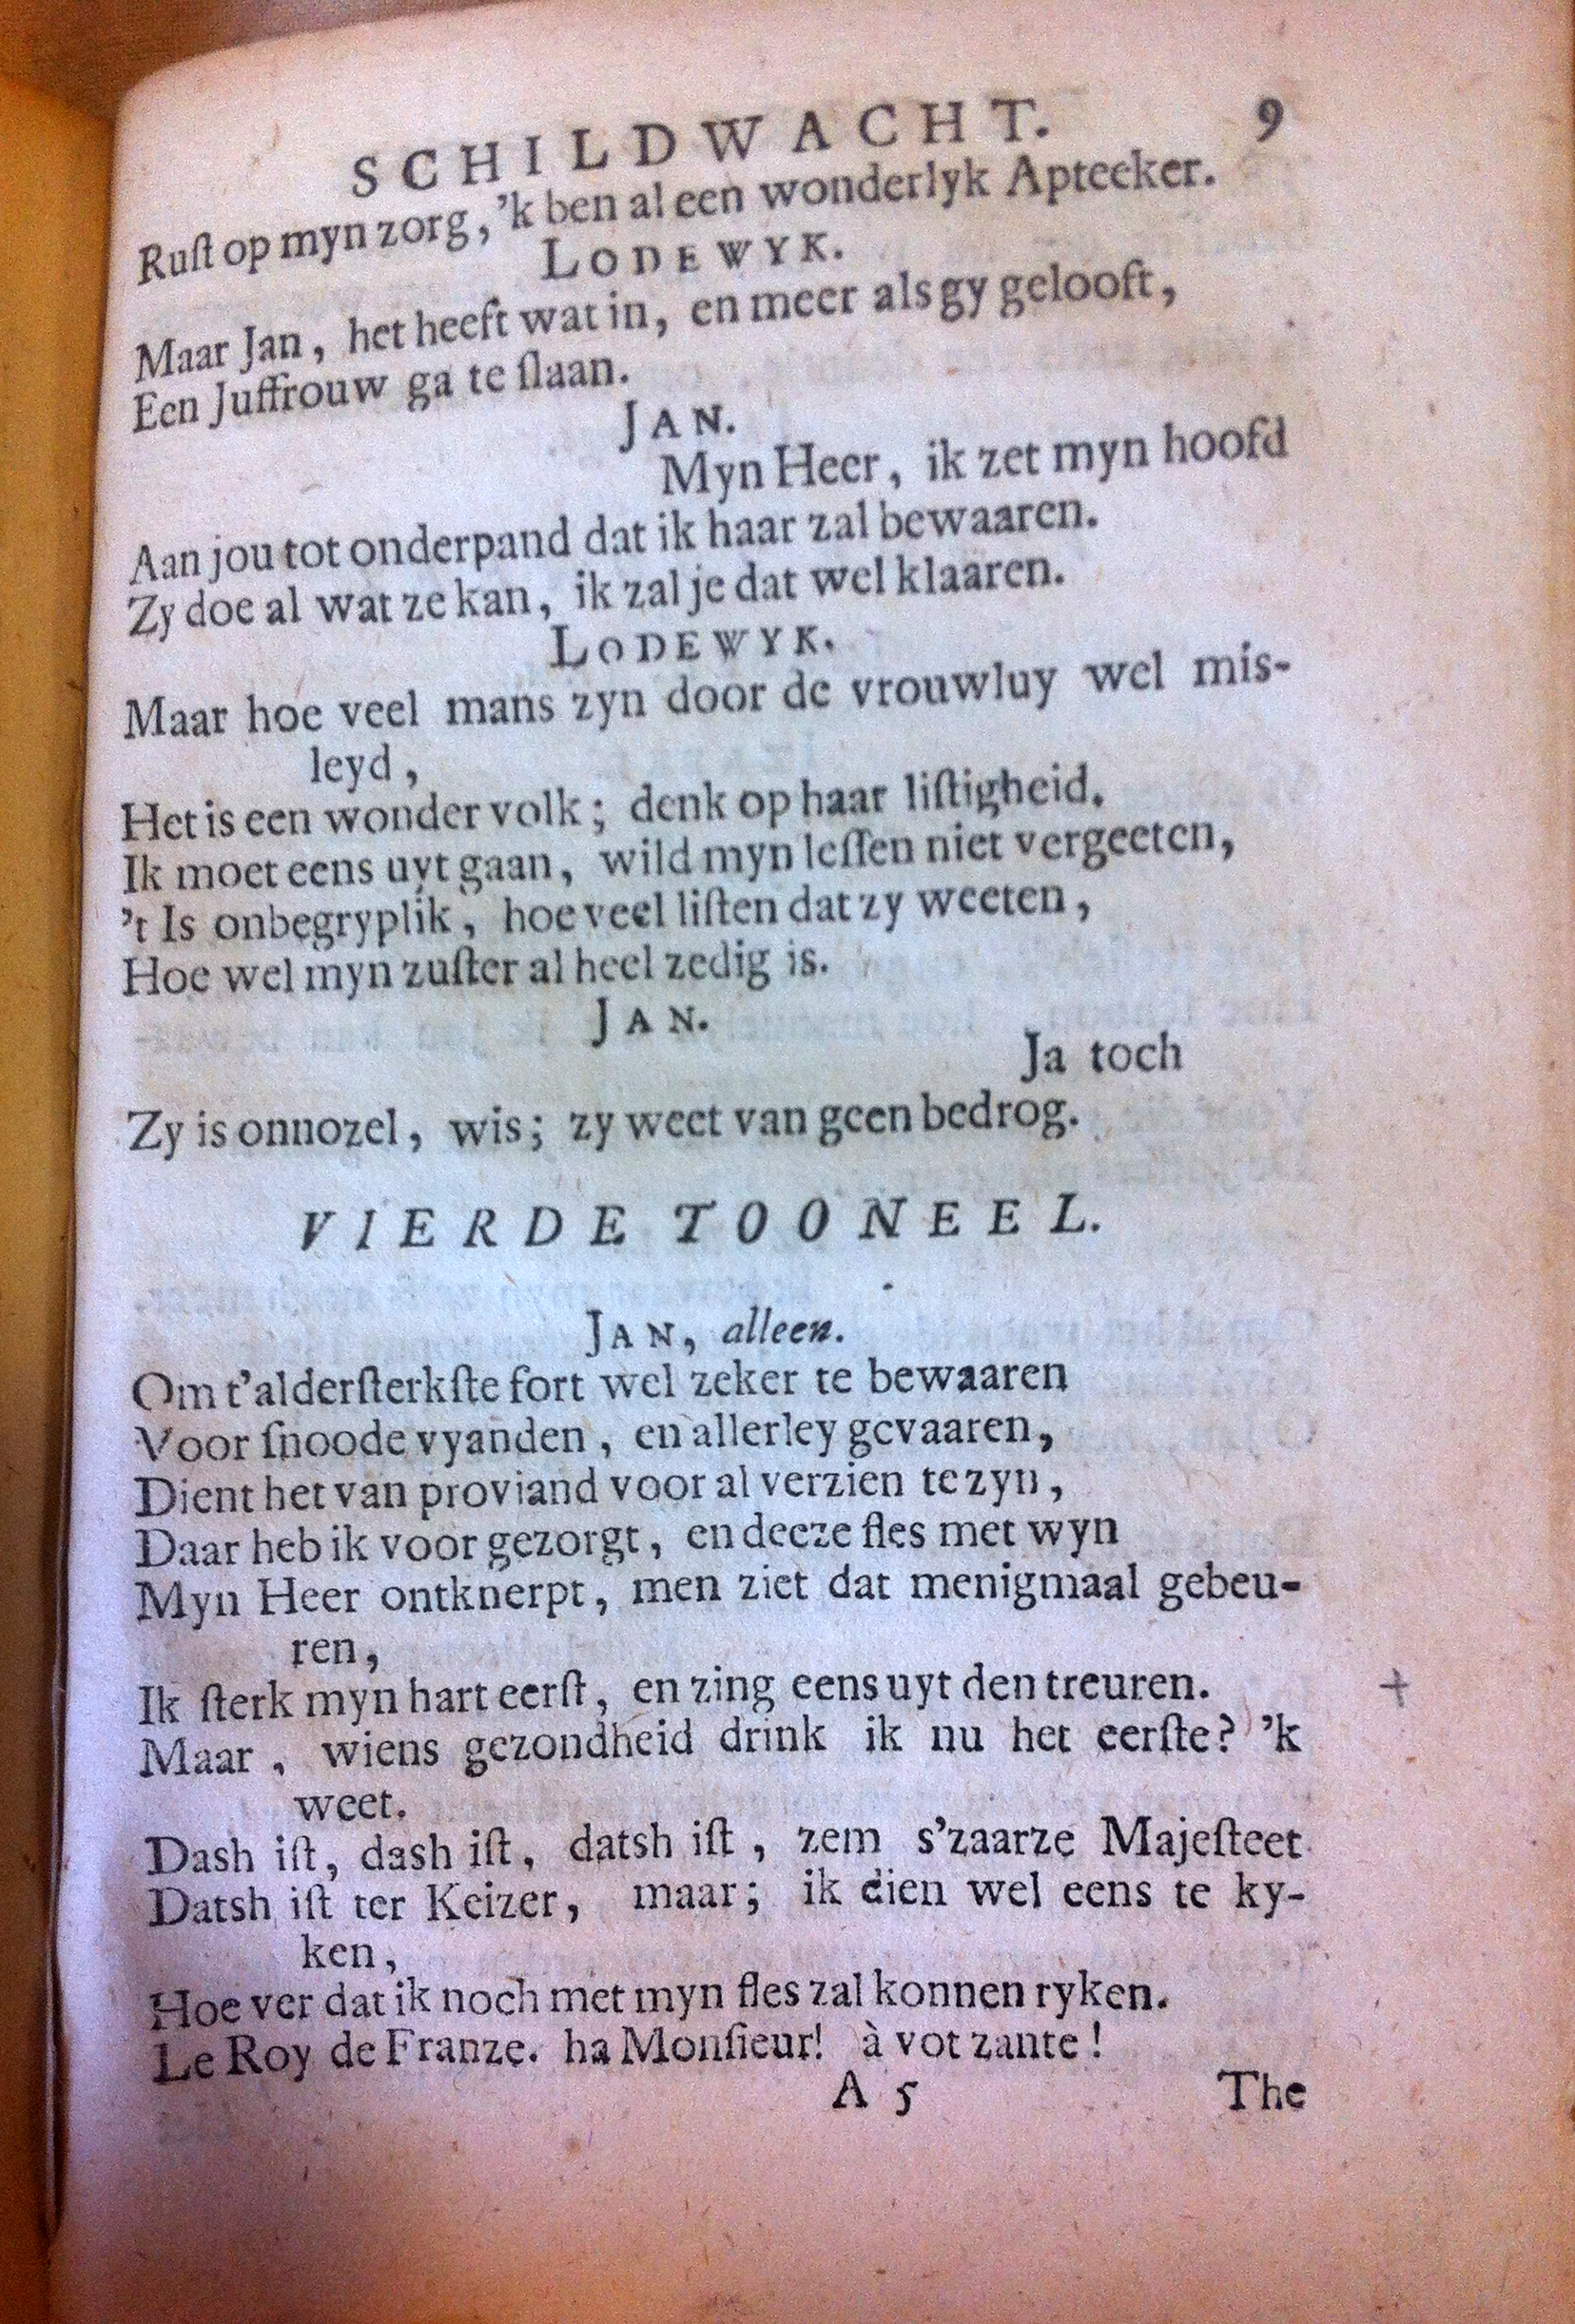 SCHILDWACHT. 9
Ruſt op myn zorg, 'k ben al een wonderlyk Apteeker.
LODEWYK.
Maar Jan, het heeft wat in, en meer als gy gelooft,
Een Juffrouw ga te ſlaan.
JAN.
Myn Heer, ik zet myn hoofd
Aan jou tot onderpand dat ik haar zal bewaaren.
Zy doe al wat ze kan, ik zal je dat wel klaaren.
LODEWYK.
Maar hoe veel mans zyn door de vrouwluy wel mis-
leyd,
Het is een wonder volk; denk op haar liſtigheid.
Ik moet eens uyt gaan, wild myn leſſen niet vergeeten,
't Is onbegryplik, hoe veel liſten dat zy weeten,
Hoe wel myn zuſter al heel zedig is.
JAN.
Ja toch
Zy is onnozel, wis; zy weet van geen bedrog.
VIERDE TOONEEL.
JAN, alleen.
Om t'alderſterkſte fort wel zeker te bewaaren
Voor ſnoode vyanden, en allerley gevaaren,
Dient het van proviand voor al verzien te zyn,
Daar heb ik voor gezorgt, en deeze fles met wyn
Myn Heer ontknerpt, men ziet dat menigmaal gebeu-
ren,
Ik ſterk myn hart eerſt, en zing eens uyt den treuren. +
Maar, wiens gezondheid drink ik nu het eerſte? 'k
weet.
Dash iſt, dash iſt, datsh iſt, zem s'zaarze Majeſteet
Datsh iſt ter Keizer, maar; ik dien wel eens te ky-
ken,
Hoe ver dat ik noch met myn fles zal konnen ryken.
Le Roy de Franze. ha Monſieur! à vot zante!
A 5 The